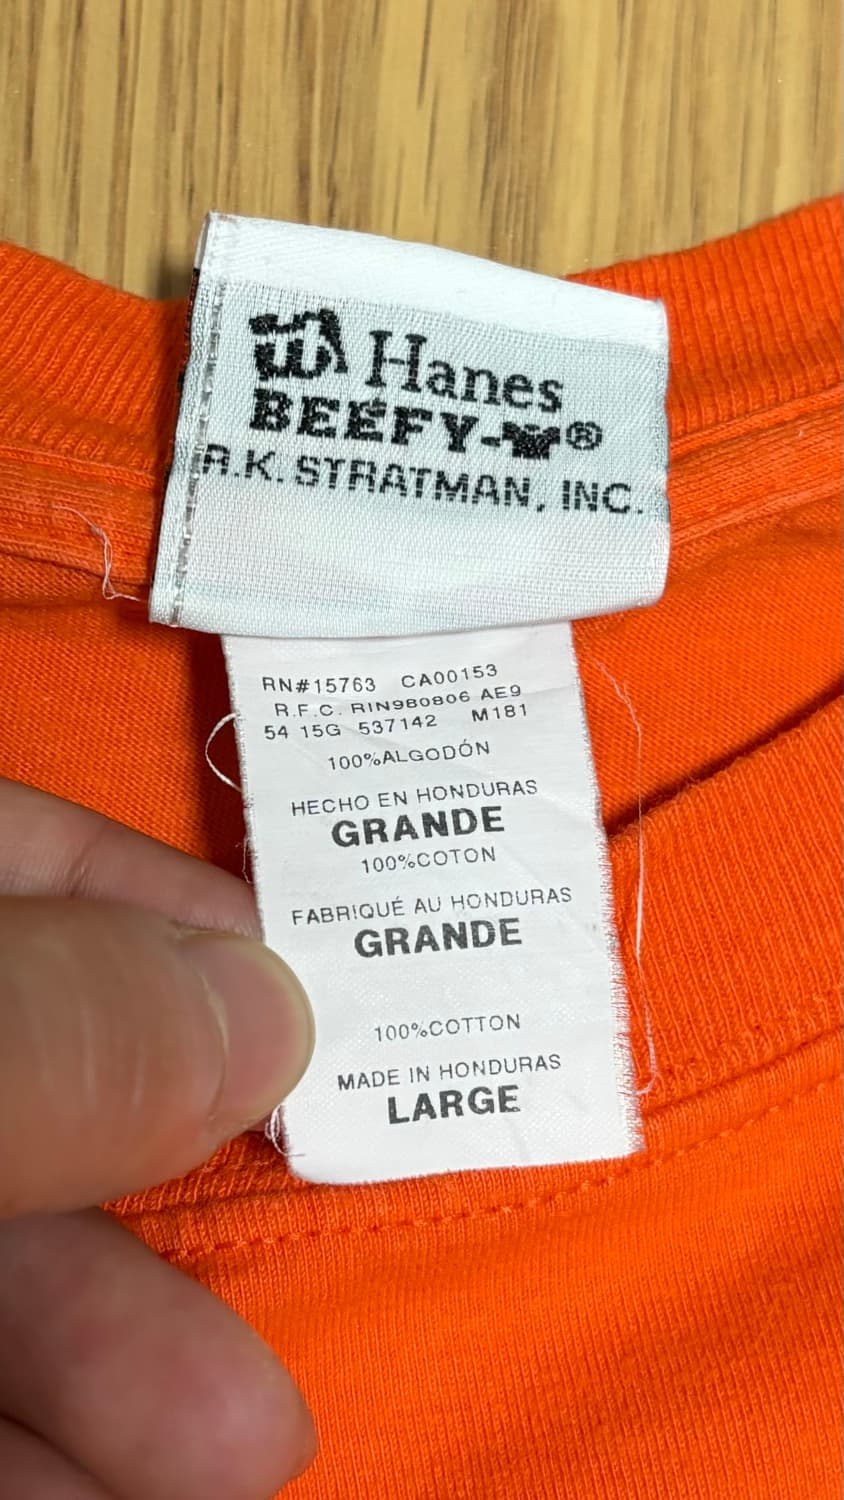 Hanes
BEEFY-T®
R.K. STRATMAN, INC.
RN#15763 CA00153
R.F.C. RIN980806 AE9
54 15G 537142 M181
100%ALGODÓN
HECHO EN HONDURAS
GRANDE
100%COTON
FABRIQUÉ AU HONDURAS
GRANDE
100%COTTON
MADE IN HONDURAS
LARGE